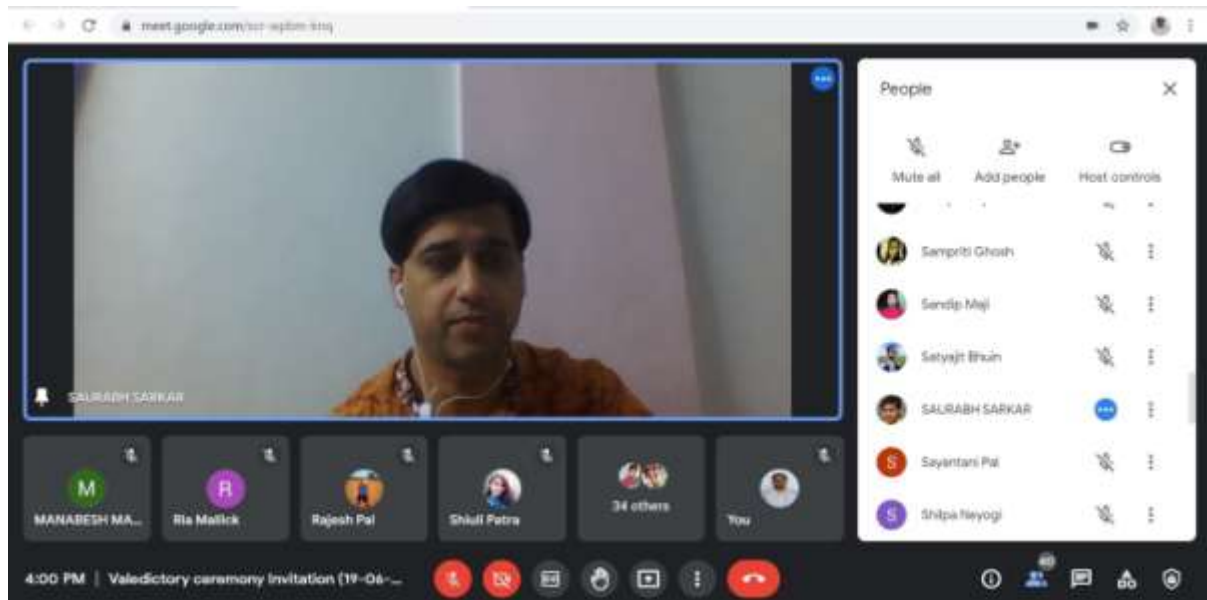 meet.google.com/
People
Mute all Add people Host controls
Sampriti Ghosh
Sandip Maji
Satyajit Bhuin
SAURABH SARKAR
SAURABH SARKAR
Sayantani Pal
Shilpa Neyogi
M
MANABESH MA...
R
Ria Mallick
Rajesh Pal
Shiuli Patra
34 others
You
S
S
4:00 PM | Valedictory ceremony Invitation (19-06-...
40